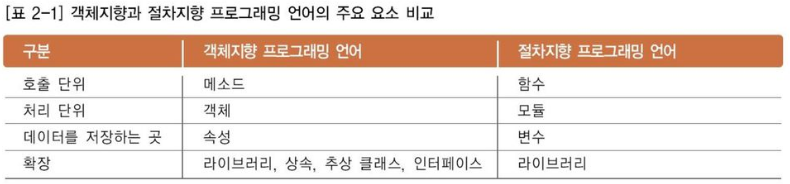 [표 2-1] 객체지향과 절차지향 프로그래밍 언어의 주요 요소 비교
구분 객체지향 프로그래밍 언어 절차지향 프로그래밍 언어
호출 단위 메소드 함수
처리 단위 객체 모듈
데이터를 저장하는 곳 속성 변수
확장 라이브러리, 상속, 추상 클래스, 인터페이스 라이브러리